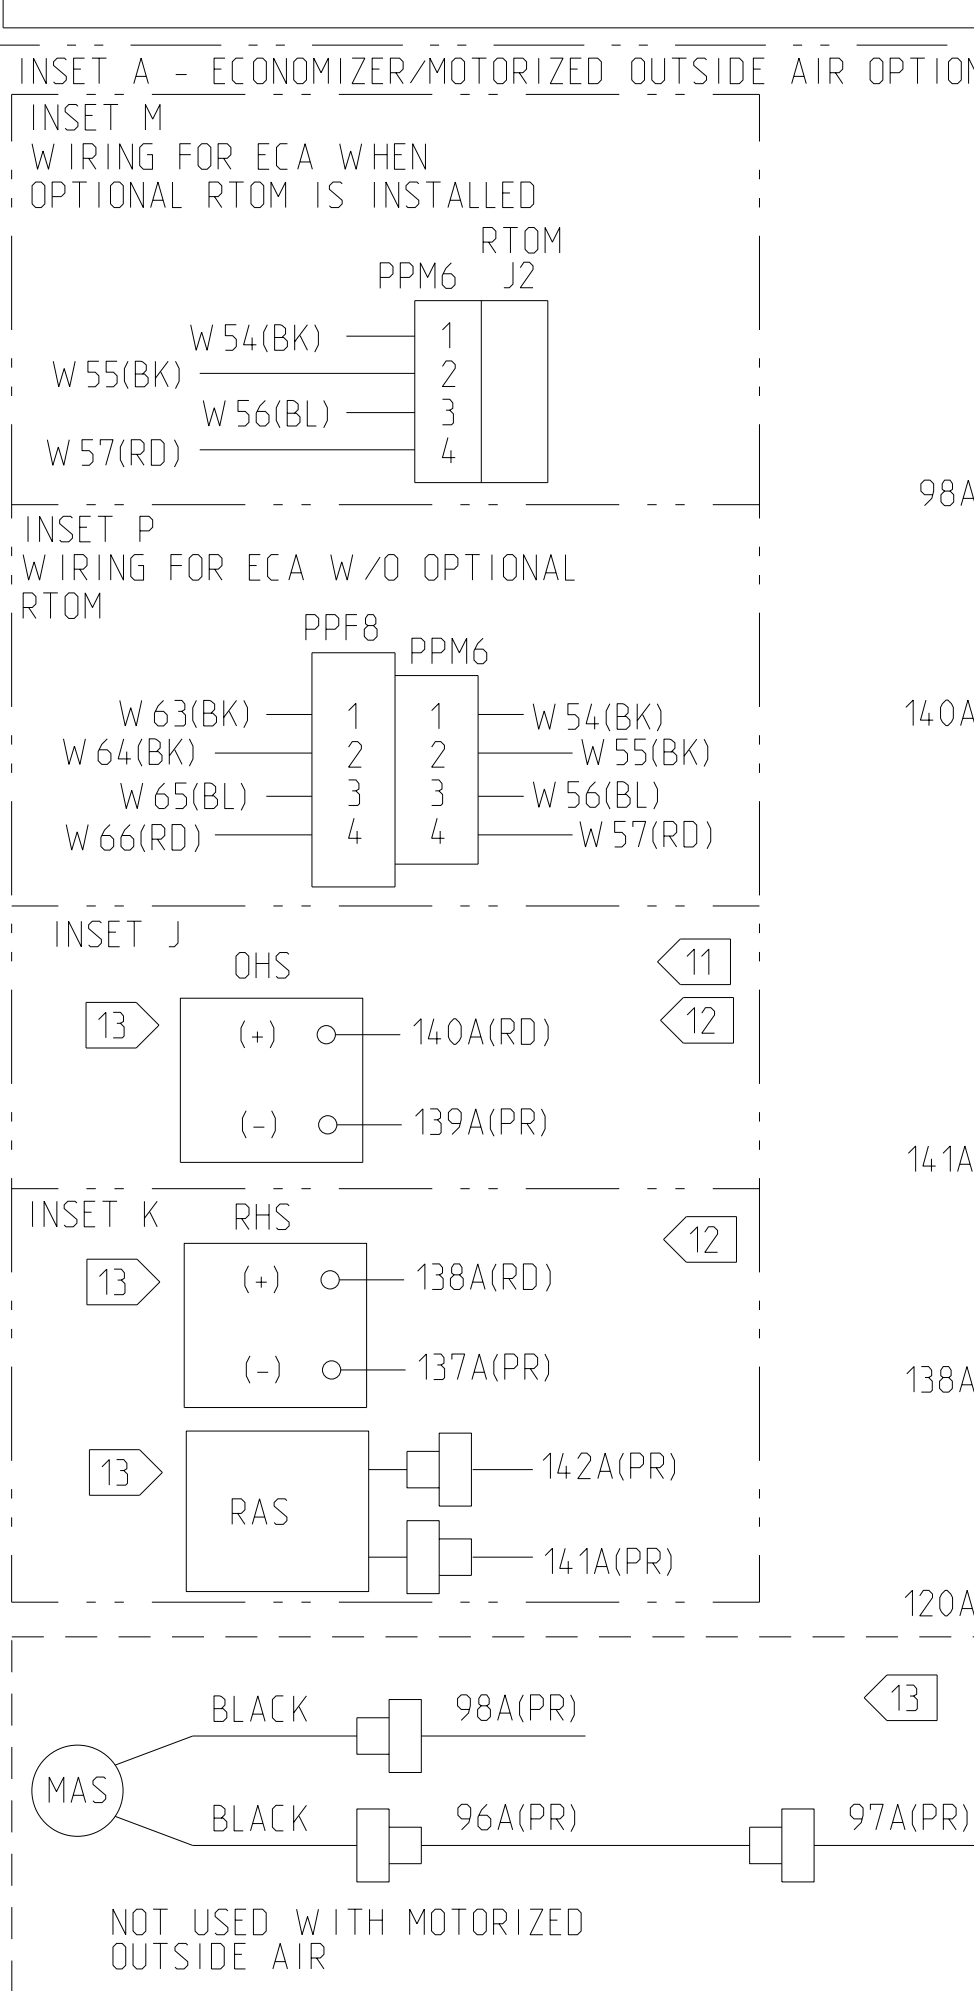 INSET A - ECONOMIZER/MOTORIZED OUTSIDE AIR OPTION
INSET M
WIRING FOR ECA WHEN
OPTIONAL RTOM IS INSTALLED
RTOM
PPM6 J2
W54(BK) 1
W55(BK) 2
W56(BL) 3
W57(RD) 4
98A
INSET P
WIRING FOR ECA W/O OPTIONAL
RTOM
PPF8
PPM6
W63(BK) 1 1 W54(BK)
W64(BK) 2 2 W55(BK)
W65(BL) 3 3 W56(BL)
W66(RD) 4 4 W57(RD)
140A
INSET J
OHS
11
13 (+) 140A(RD) 12
(-) 139A(PR)
141A
INSET K RHS
12
13 (+) 138A(RD)
(-) 137A(PR)
138A
13 142A(PR)
RAS
141A(PR)
120A
BLACK 98A(PR) 13
MAS
BLACK 96A(PR) 97A(PR)
NOT USED WITH MOTORIZED
OUTSIDE AIR